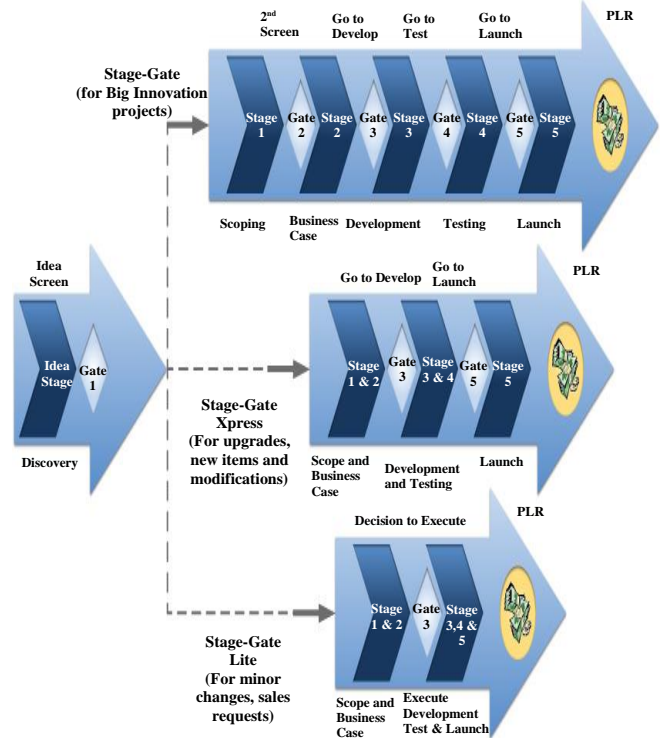 2nd
Screen
Go to
Develop
Go to
Test
Go to
Launch
PLR
Stage-Gate
(for Big Innovation
projects)
Stage
1
Gate
2
Stage
2
Gate
3
Stage
3
Gate
4
Stage
4
Gate
5
Stage
5
Scoping
Business
Case
Development
Testing
Launch
Idea
Screen
Idea
Stage
Gate
1
Discovery
Go to Develop
Go to
Launch
PLR
Stage
1 & 2
Gate
3
Stage
3 & 4
Gate
5
Stage
5
Stage-Gate
Xpress
(For upgrades,
new items and
modifications)
Scope and
Business
Case
Development
and Testing
Launch
Decision to Execute
PLR
Stage
1 & 2
Gate
3
Stage
3,4 &
5
Stage-Gate
Lite
(For minor
changes, sales
requests)
Scope and
Business
Case
Execute
Development
Test & Launch